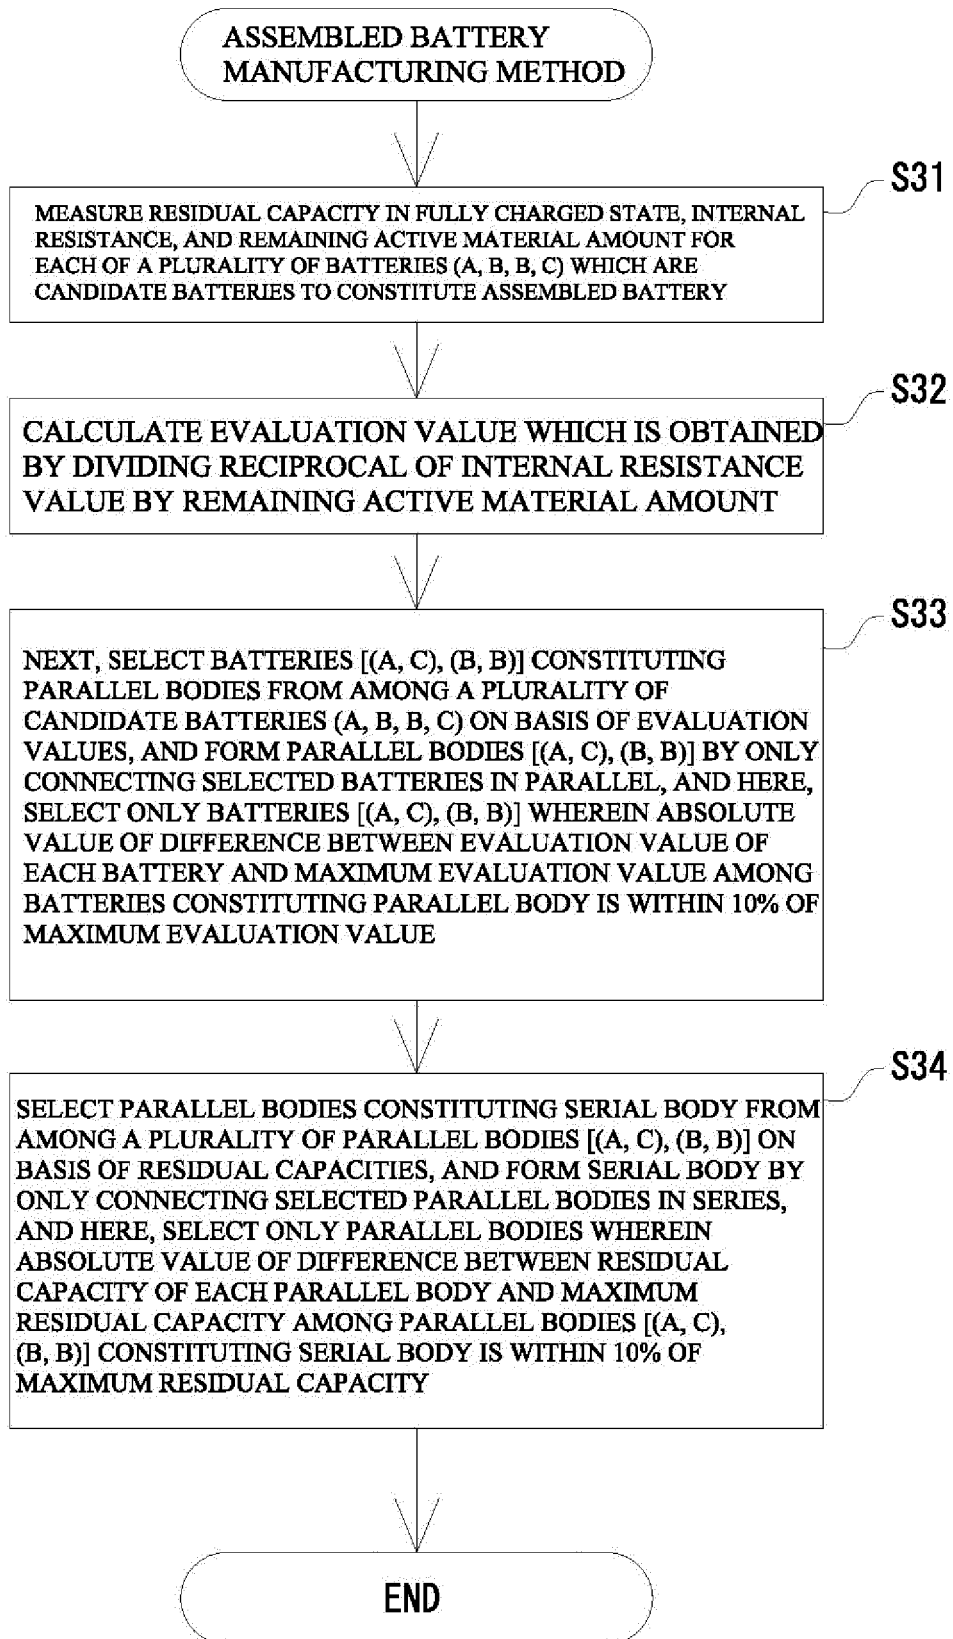 ASSEMBLED BATTERY
MANUFACTURING METHOD
S31
MEASURE RESIDUAL CAPACITY IN FULLY CHARGED STATE, INTERNAL
RESISTANCE, AND REMAINING ACTIVE MATERIAL AMOUNT FOR
EACH OF A PLURALITY OF BATTERIES (A, B, B, C) WHICH ARE
CANDIDATE BATTERIES TO CONSTITUTE ASSEMBLED BATTERY
S32
CALCULATE EVALUATION VALUE WHICH IS OBTAINED
BY DIVIDING RECIPROCAL OF INTERNAL RESISTANCE
VALUE BY REMAINING ACTIVE MATERIAL AMOUNT
S33
NEXT, SELECT BATTERIES [(A, C), (B, B)] CONSTITUTING
PARALLEL BODIES FROM AMONG A PLURALITY OF
CANDIDATE BATTERIES (A, B, B, C) ON BASIS OF EVALUATION
VALUES, AND FORM PARALLEL BODIES [(A, C), (B, B)] BY ONLY
CONNECTING SELECTED BATTERIES IN PARALLEL, AND HERE,
SELECT ONLY BATTERIES [(A, C), (B, B)] WHEREIN ABSOLUTE
VALUE OF DIFFERENCE BETWEEN EVALUATION VALUE OF
EACH BATTERY AND MAXIMUM EVALUATION VALUE AMONG
BATTERIES CONSTITUTING PARALLEL BODY IS WITHIN 10% OF
MAXIMUM EVALUATION VALUE
S34
SELECT PARALLEL BODIES CONSTITUTING SERIAL BODY FROM
AMONG A PLURALITY OF PARALLEL BODIES [(A, C), (B, B)] ON
BASIS OF RESIDUAL CAPACITIES, AND FORM SERIAL BODY BY
ONLY CONNECTING SELECTED PARALLEL BODIES IN SERIES,
AND HERE, SELECT ONLY PARALLEL BODIES WHEREIN
ABSOLUTE VALUE OF DIFFERENCE BETWEEN RESIDUAL
CAPACITY OF EACH PARALLEL BODY AND MAXIMUM
RESIDUAL CAPACITY AMONG PARALLEL BODIES [(A, C),
(B, B)] CONSTITUTING SERIAL BODY IS WITHIN 10% OF
MAXIMUM RESIDUAL CAPACITY
END